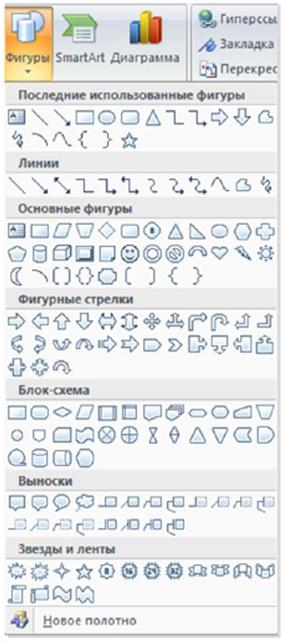 Гиперссы
Закладка
Перекрес
Фигуры SmartArt Диаграмма
Последние использованные фигуры
Линии
Основные фигуры
Фигурные стрелки
Блок-схема
Выноски
Звезды и ленты
Новое полотно